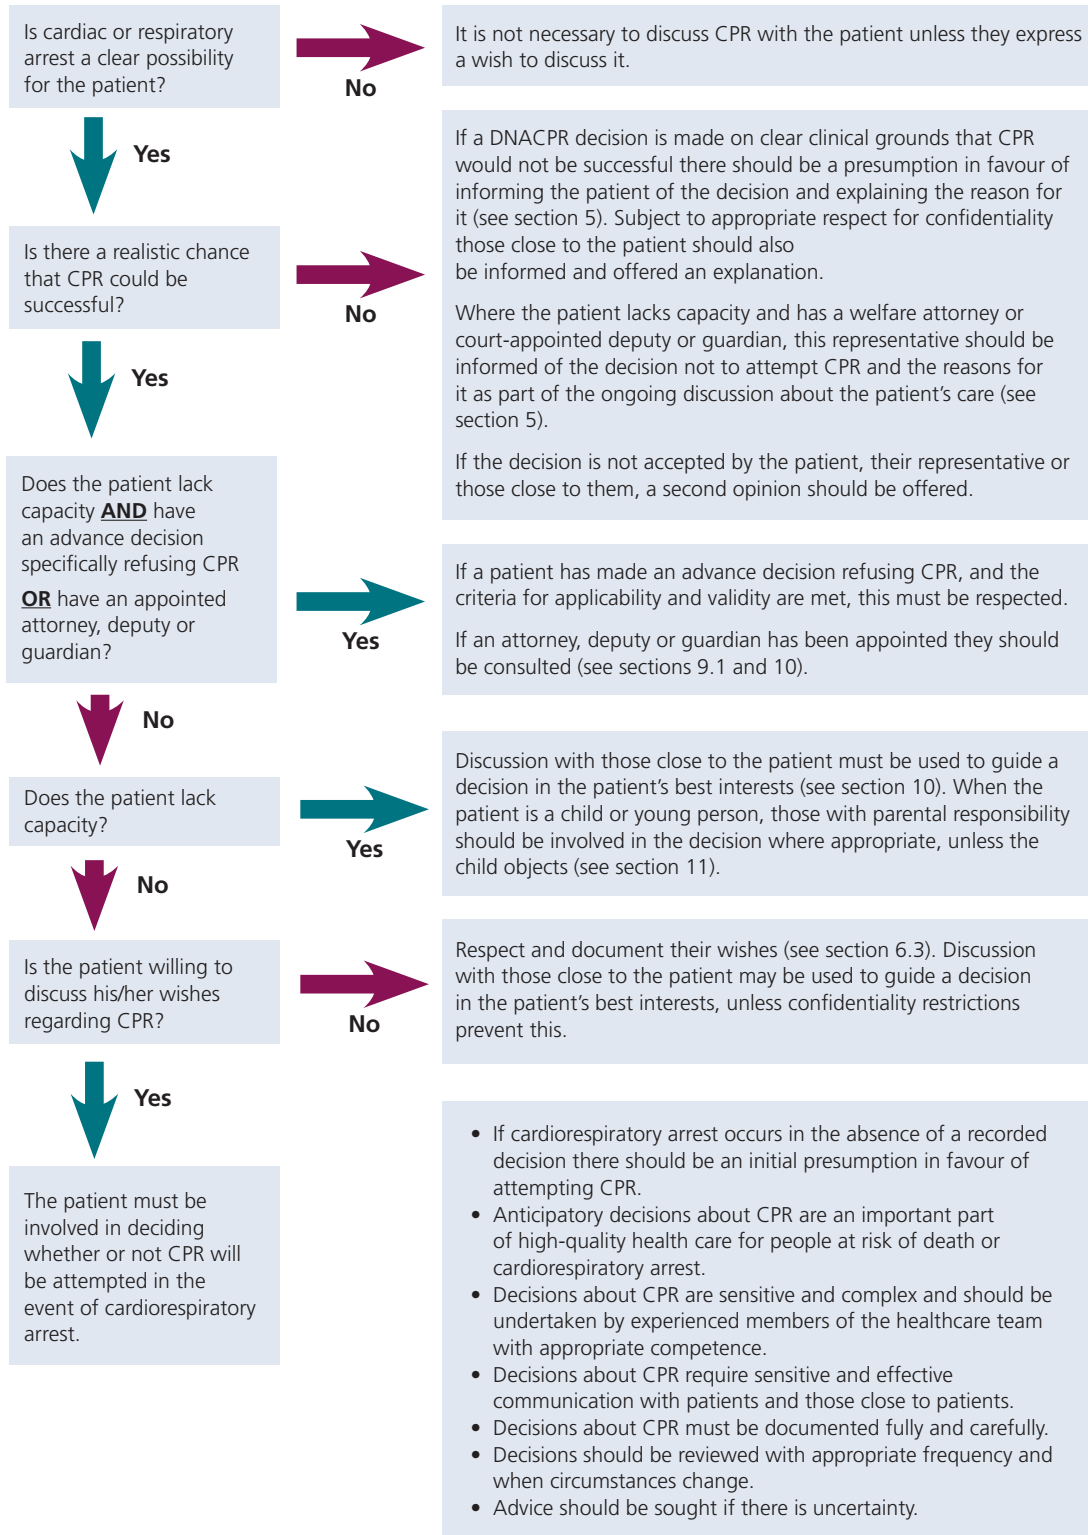 Is cardiac or respiratory
arrest a clear possibility
for the patient?
No
It is not necessary to discuss CPR with the patient unless they express
a wish to discuss it.
Yes
Is there a realistic chance
that CPR could be
successful?
No
If a DNACPR decision is made on clear clinical grounds that CPR
would not be successful there should be a presumption in favour of
informing the patient of the decision and explaining the reason for
it (see section 5). Subject to appropriate respect for confidentiality
those close to the patient should also
be informed and offered an explanation.
Where the patient lacks capacity and has a welfare attorney or
court-appointed deputy or guardian, this representative should be
informed of the decision not to attempt CPR and the reasons for
it as part of the ongoing discussion about the patient's care (see
section 5).
If the decision is not accepted by the patient, their representative or
those close to them, a second opinion should be offered.
Yes
Does the patient lack
capacity AND have
an advance decision
specifically refusing CPR
OR have an appointed
attorney, deputy or
guardian?
Yes
If a patient has made an advance decision refusing CPR, and the
criteria for applicability and validity are met, this must be respected.
If an attorney, deputy or guardian has been appointed they should
be consulted (see sections 9.1 and 10).
No
Does the patient lack
capacity?
Yes
Discussion with those close to the patient must be used to guide a
decision in the patient's best interests (see section 10). When the
patient is a child or young person, those with parental responsibility
should be involved in the decision where appropriate, unless the
child objects (see section 11).
No
Is the patient willing to
discuss his/her wishes
regarding CPR?
No
Respect and document their wishes (see section 6.3). Discussion
with those close to the patient may be used to guide a decision
in the patient's best interests, unless confidentiality restrictions
prevent this.
Yes
The patient must be
involved in deciding
whether or not CPR will
be attempted in the
event of cardiorespiratory
arrest.
• If cardiorespiratory arrest occurs in the absence of a recorded
decision there should be an initial presumption in favour of
attempting CPR.
• Anticipatory decisions about CPR are an important part
of high-quality health care for people at risk of death or
cardiorespiratory arrest.
• Decisions about CPR are sensitive and complex and should be
undertaken by experienced members of the healthcare team
with appropriate competence.
• Decisions about CPR require sensitive and effective
communication with patients and those close to patients.
• Decisions about CPR must be documented fully and carefully.
• Decisions should be reviewed with appropriate frequency and
when circumstances change.
• Advice should be sought if there is uncertainty.